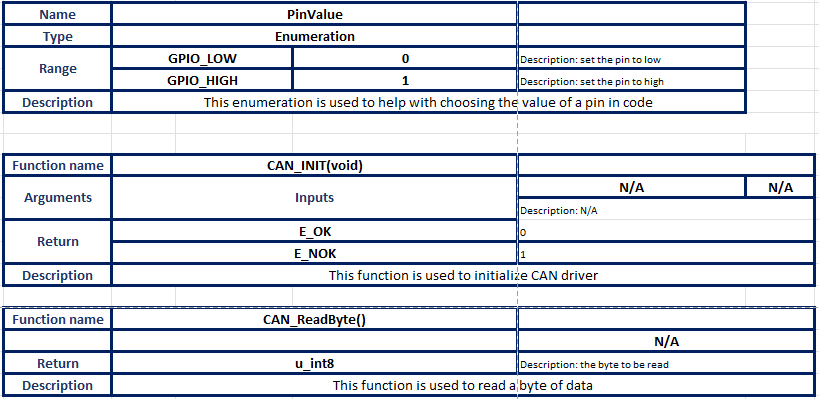 Name PinValue
Type Enumeration
Range GPIO_LOW 0 Description: set the pin to low
GPIO_HIGH 1 Description: set the pin to high
Description This enumeration is used to help with choosing the value of a pin in code
Function name CAN_INIT(void)
Arguments Inputs N/A N/A
Description: N/A
Return E_OK 0
E_NOK 1
Description This function is used to initialize CAN driver
Function name CAN_ReadByte()
N/A
Return u_int8 Description: the byte to be read
Description This function is used to read a byte of data